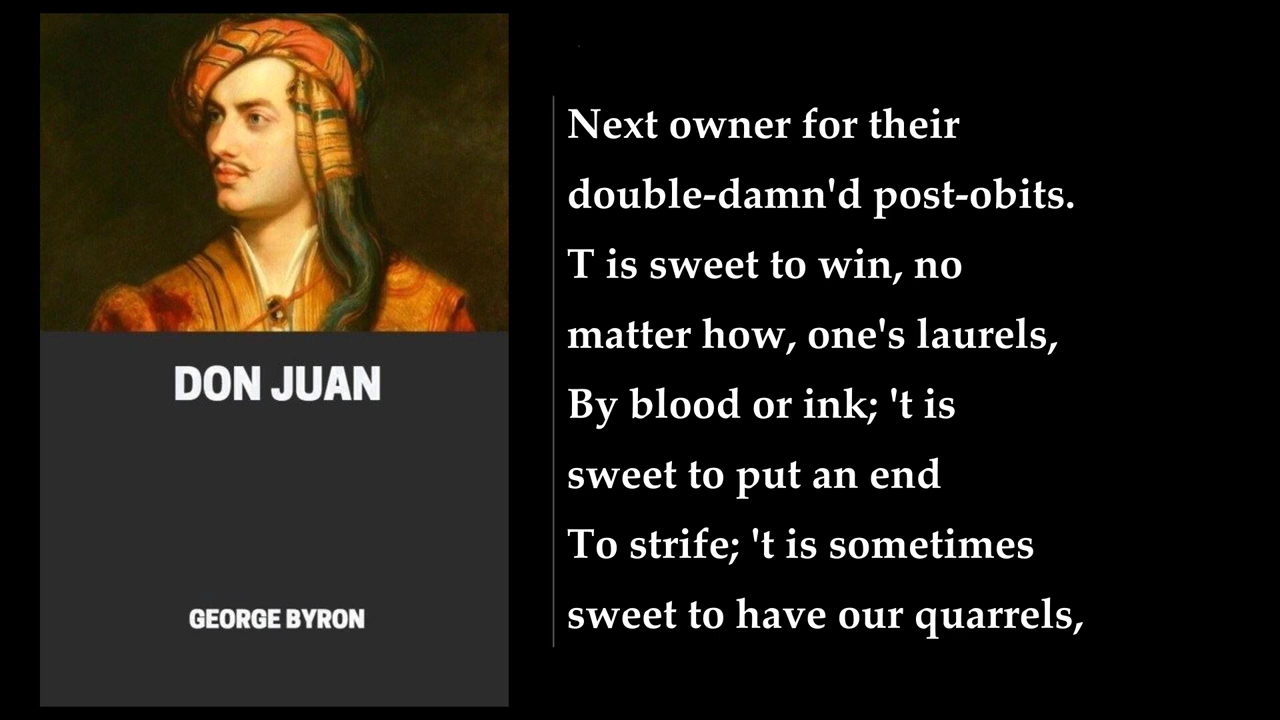 DON JUAN
GEORGE BYRON
Next owner for their
double-damn'd post-obits.
T is sweet to win, no
matter how, one's laurels,
By blood or ink; 't is
sweet to put an end
To strife; 't is sometimes
sweet to have our quarrels,